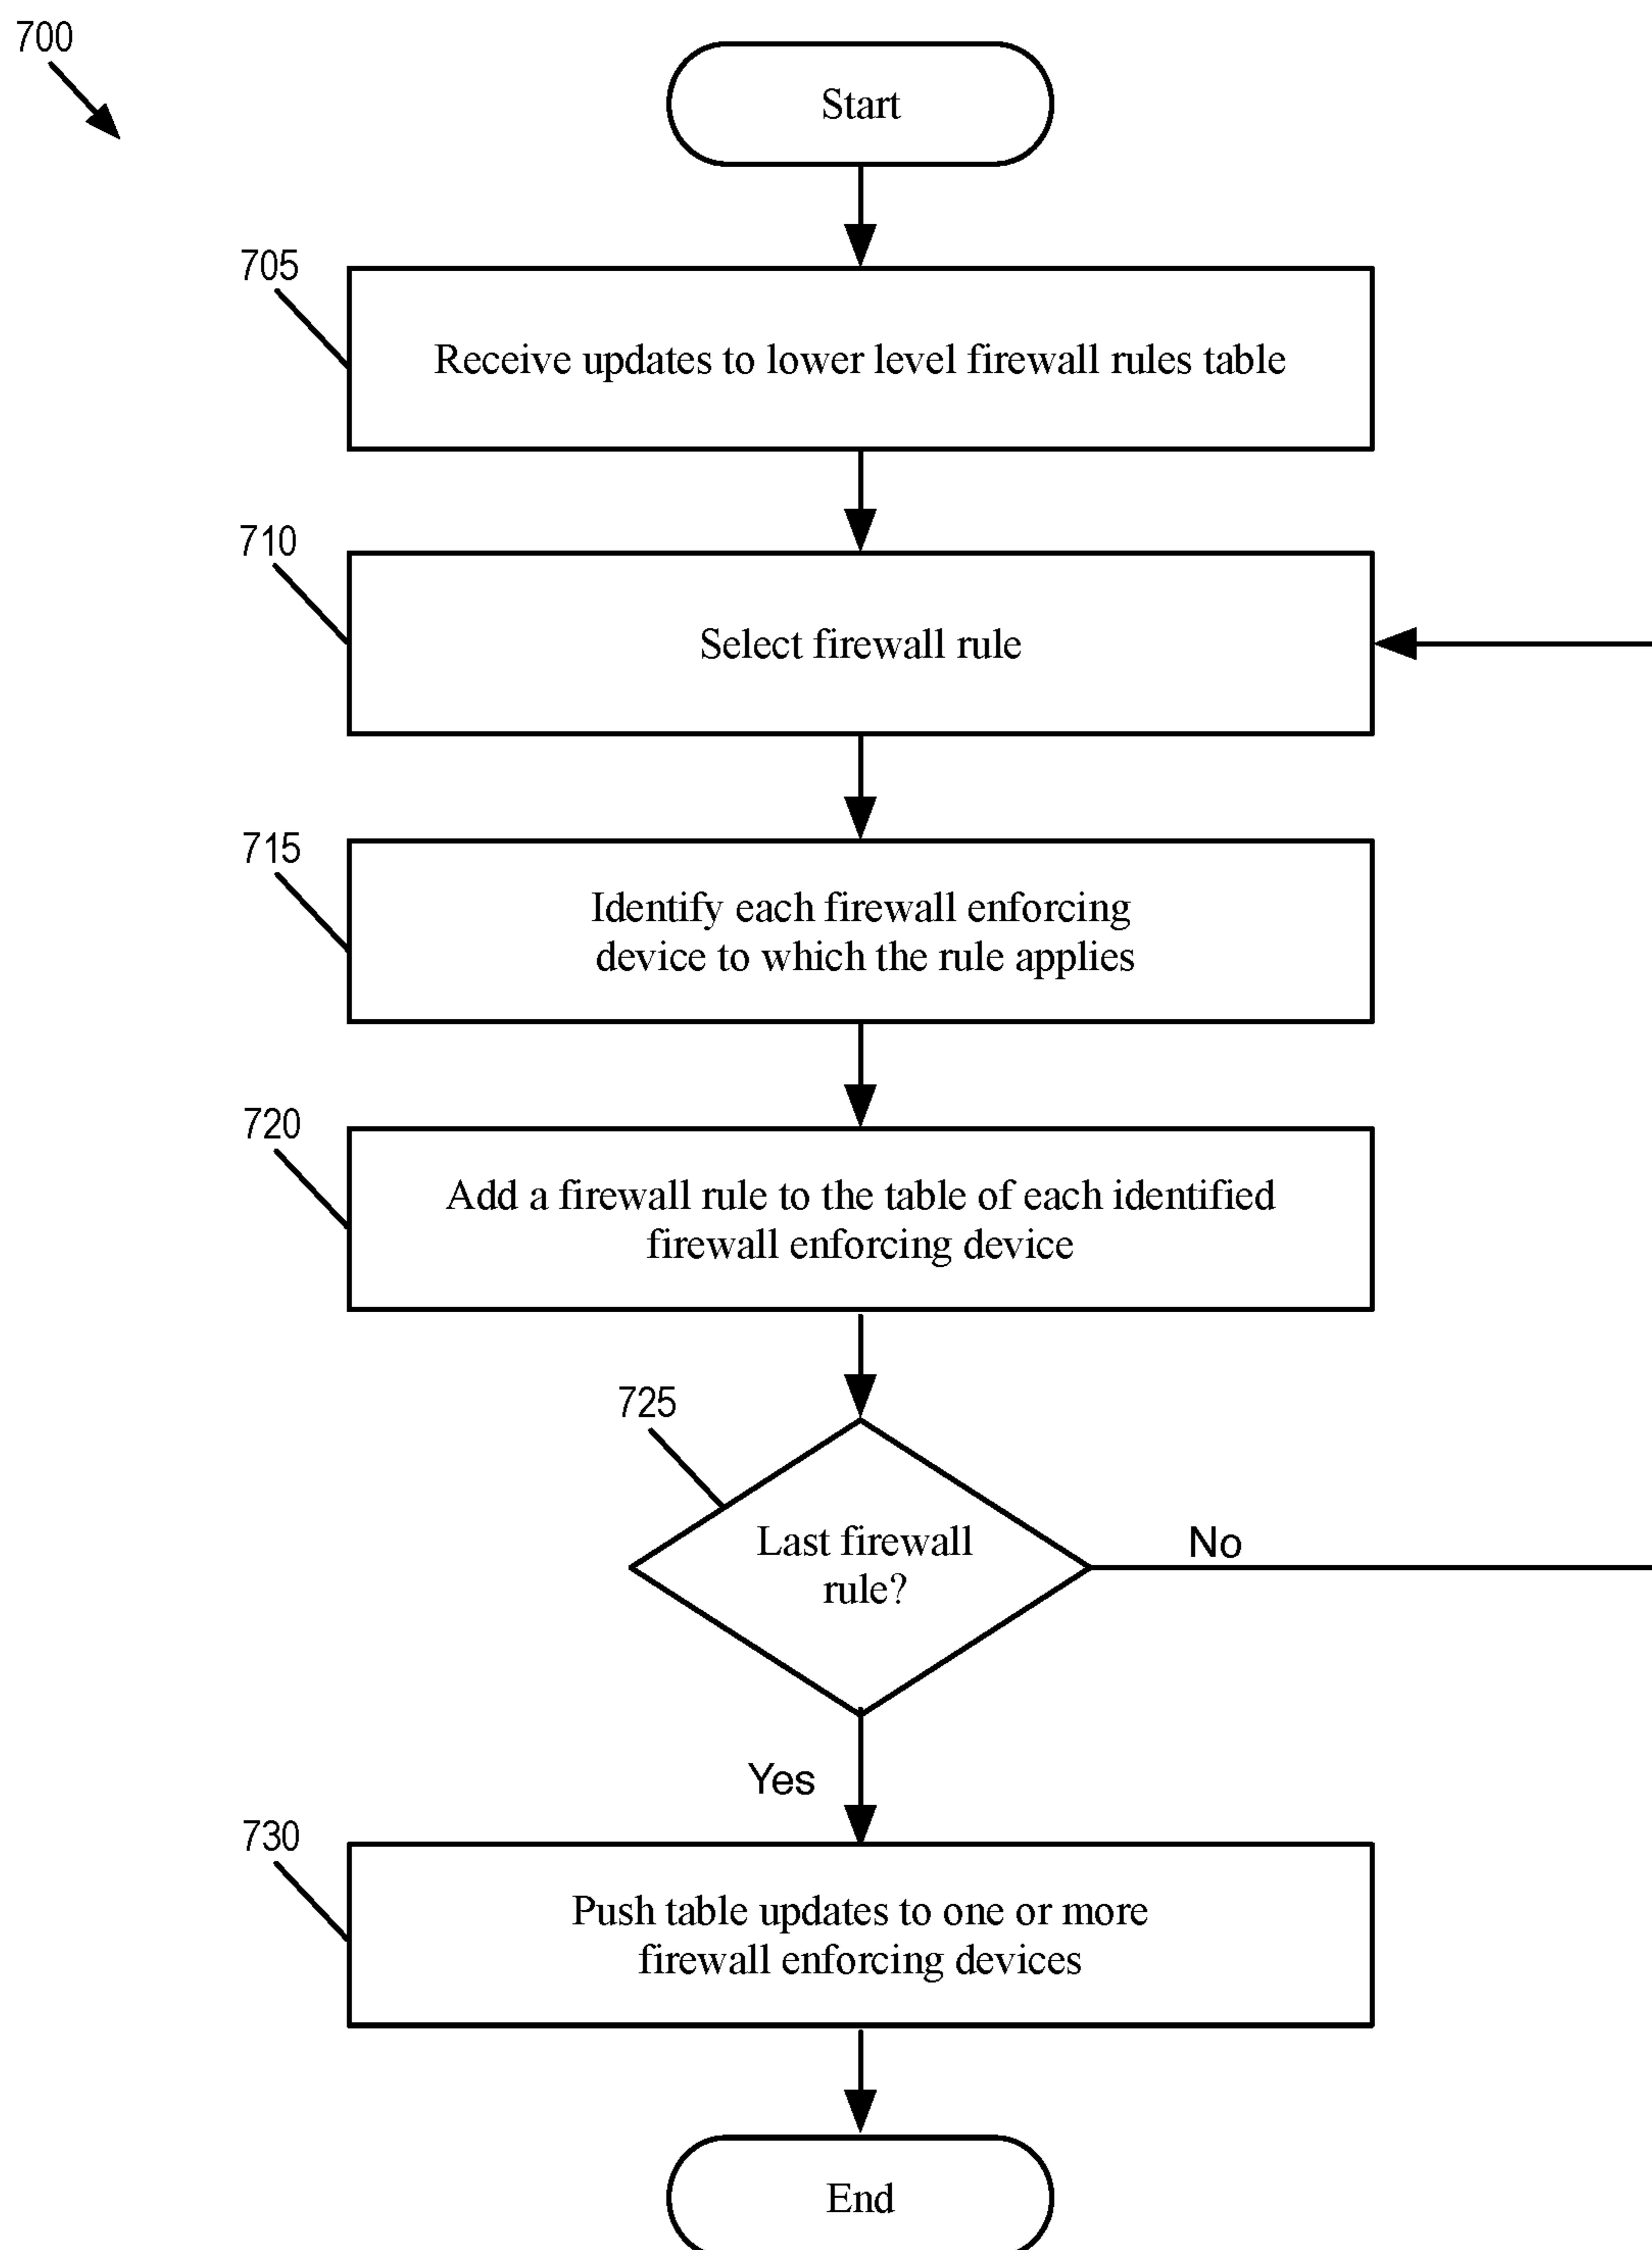 700
Start
705
Receive updates to lower level firewall rules table
710
Select firewall rule
715
Identify each firewall enforcing
device to which the rule applies
720
Add a firewall rule to the table of each identified
firewall enforcing device
725
Last firewall
rule?
No
Yes
730
Push table updates to one or more
firewall enforcing devices
End